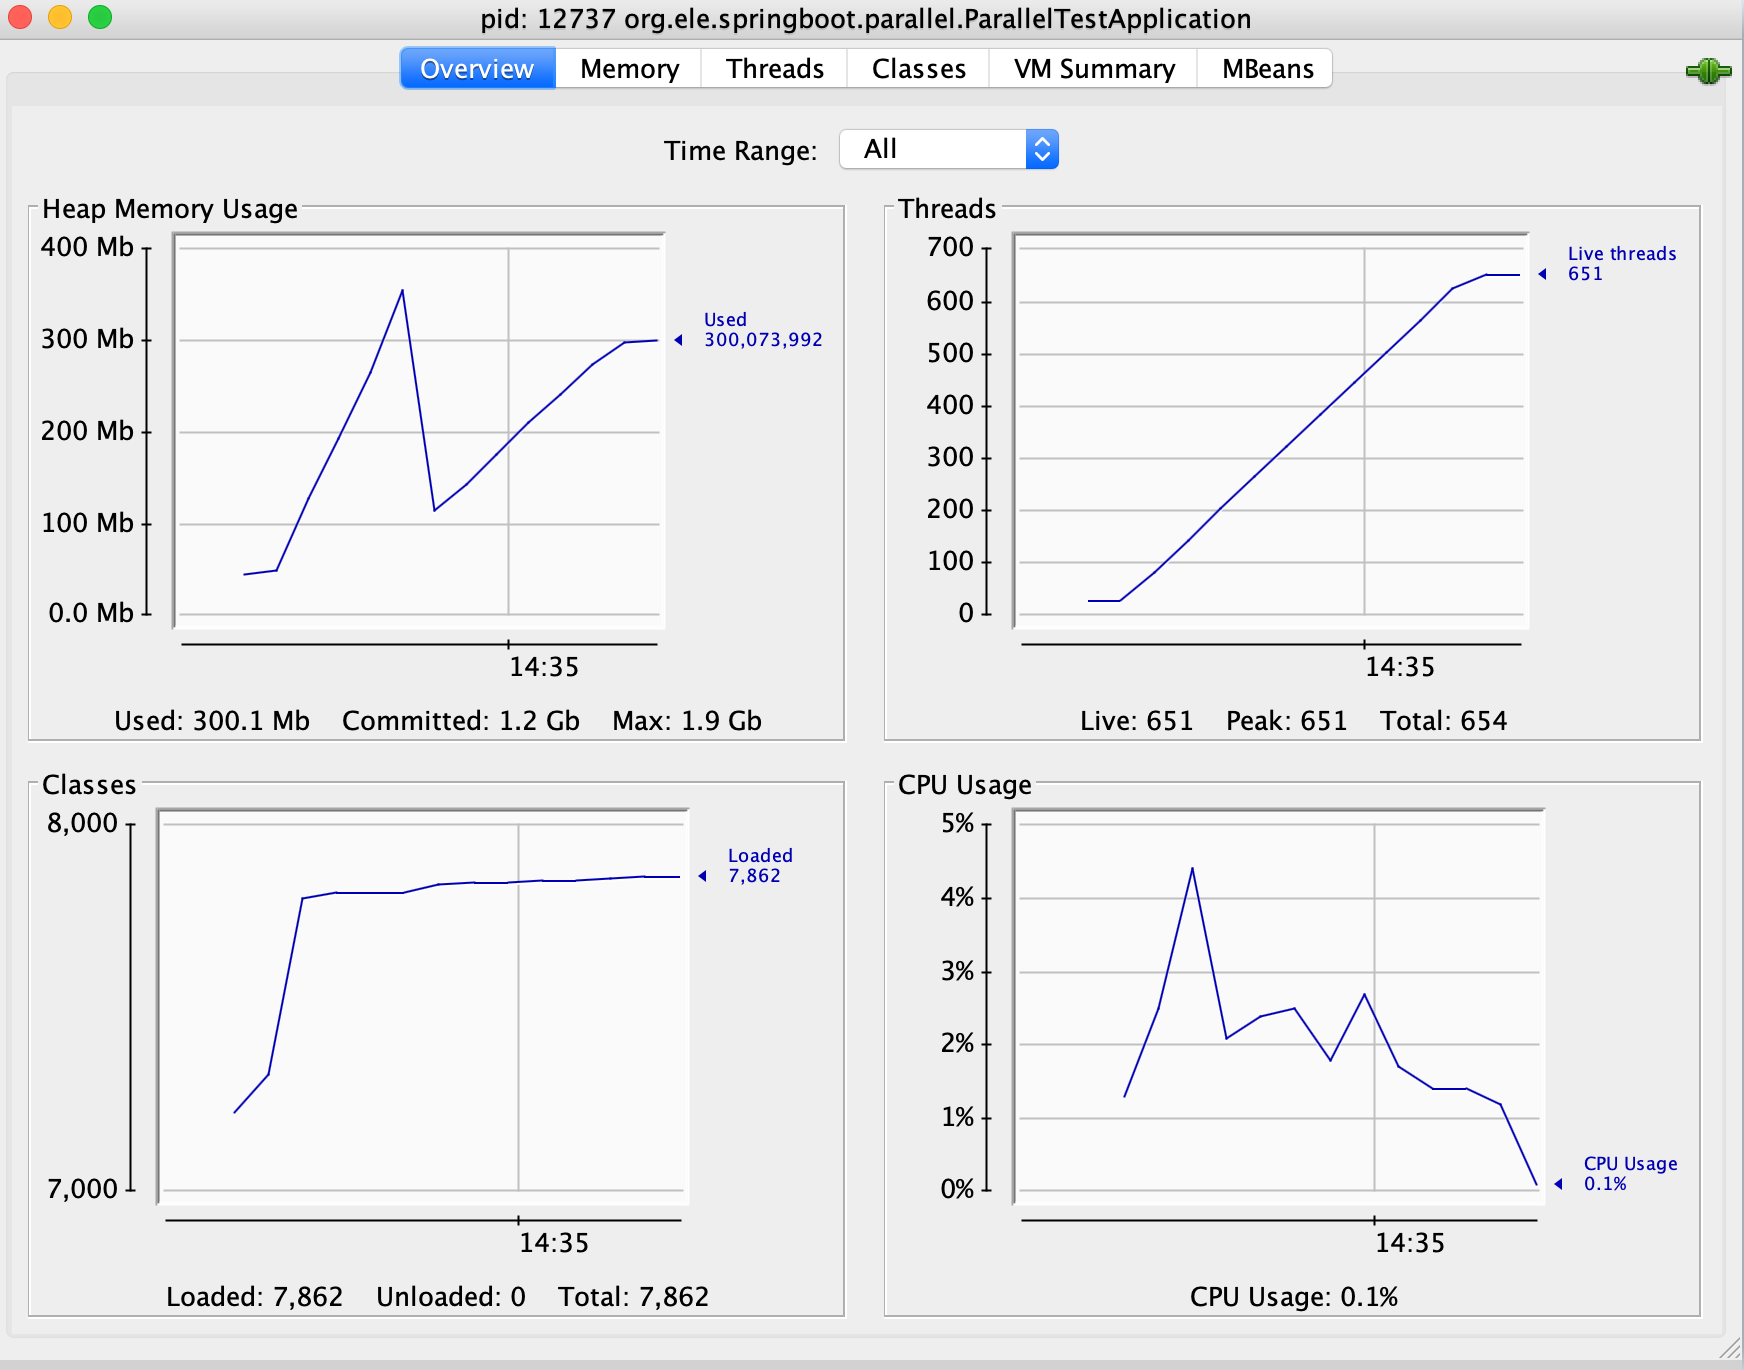 pid: 12737 org.ele.springboot.parallel.ParallelTestApplication
Overview Memory Threads Classes VM Summary MBeans
Time Range: All
Heap Memory Usage
400 Mb
300 Mb
200 Mb
100 Mb
0.0 Mb
Used
300,073,992
14:35
Used: 300.1 Mb Committed: 1.2 Gb Max: 1.9 Gb
Threads
700
600
500
400
300
200
100
0
Live threads
651
14:35
Live: 651 Peak: 651 Total: 654
Classes
8,000
7,000
Loaded
7,862
14:35
Loaded: 7,862 Unloaded: 0 Total: 7,862
CPU Usage
5%
4%
3%
2%
1%
0%
CPU Usage
0.1%
14:35
CPU Usage: 0.1%